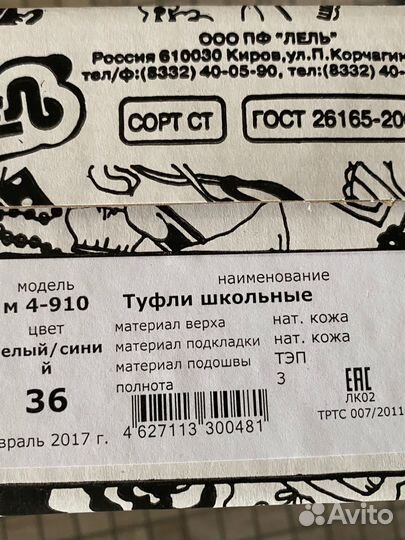 ООО ПФ "ЛЕЛЬ"
Россия 610030 Киров,ул.П.Корчагин
тел/ф:(8332) 40-05-90, тел:(8332)
СОРТ СТ
ГОСТ 26165-200
модель
наименование
м 4-910
Туфли школьные
цвет
материал верха нат. кожа
елый/сини
й
материал подкладки нат. кожа
материал подошвы ТЭП
36
полнота 3
ЕАС
ЛК02
ТРТС 007/2011
враль 2017 г.
4 627113 300481
Avito